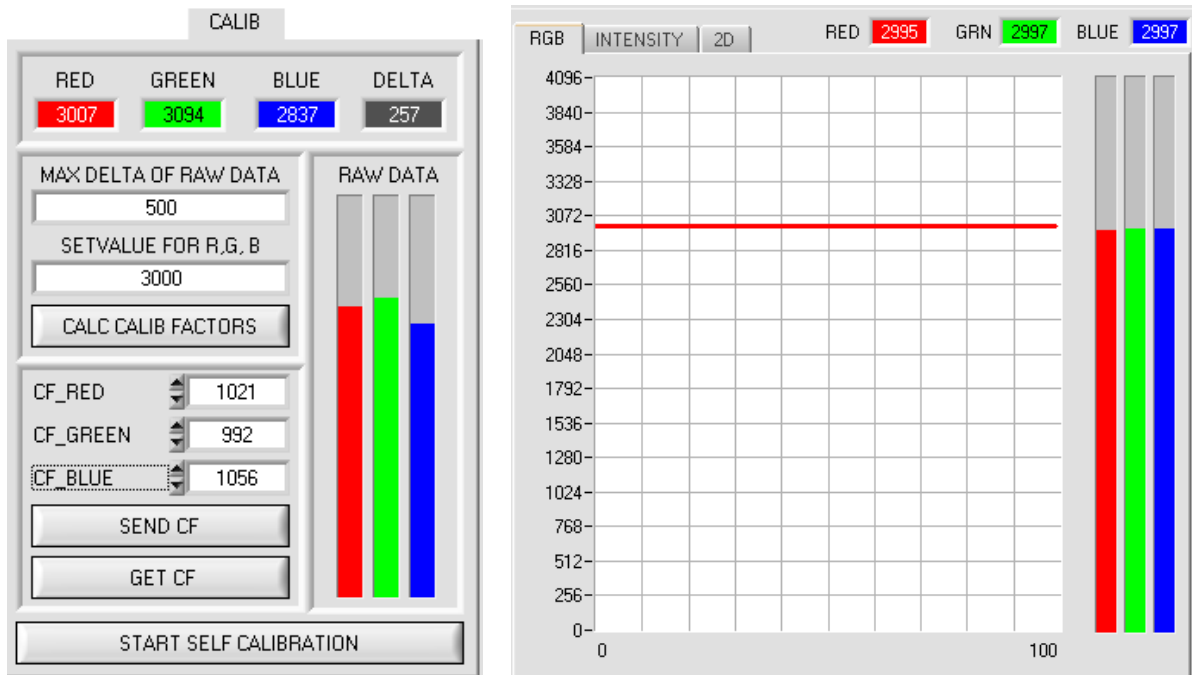 CALIB
RED GREEN BLUE DELTA
3007 3094 2837 257
MAX DELTA OF RAW DATA
500
SETVALUE FOR R,G, B
3000
CALC CALIB FACTORS
CF_RED 1021
CF_GREEN 992
CF_BLUE 1056
SEND CF
GET CF
RAW DATA
START SELF CALIBRATION
RGB INTENSITY 2D RED 2995 GRN 2997 BLUE 2997
4096
3840
3584
3328
3072
2816
2560
2304
2048
1792
1536
1280
1024
768
512
256
0
0 100